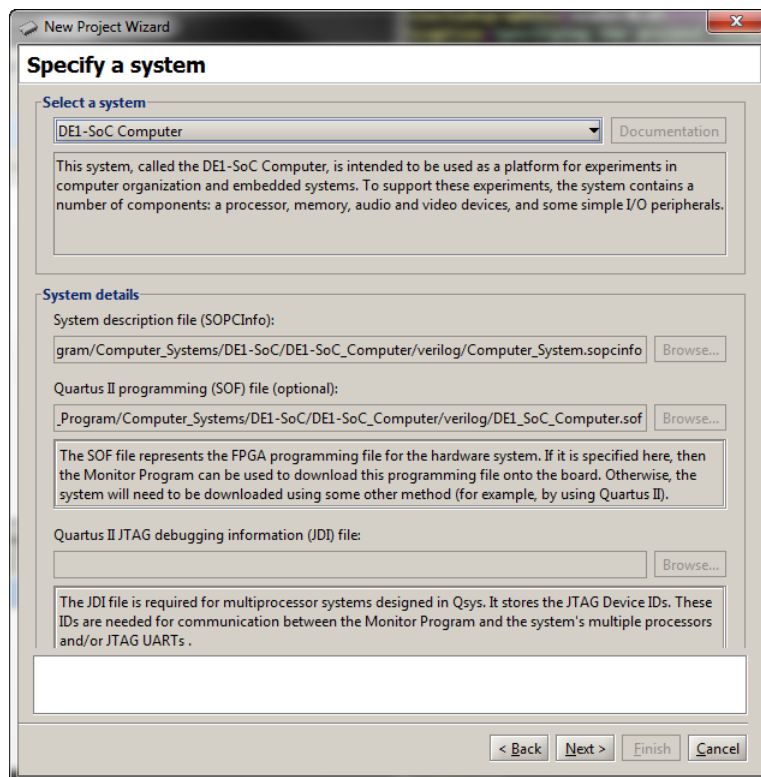 New Project Wizard
Specify a system
Select a system
DE1-SoC Computer
Documentation
This system, called the DE1-SoC Computer, is intended to be used as a platform for experiments in
computer organization and embedded systems. To support these experiments, the system contains a
number of components: a processor, memory, audio and video devices, and some simple I/O peripherals.
System details
System description file (SOPCInfo):
gram/Computer_Systems/DE1-SoC/DE1-SoC_Computer/verilog/Computer_System.sopcinfo
Browse...
Quartus II programming (SOF) file (optional):
_Program/Computer_Systems/DE1-SoC/DE1-SoC_Computer/verilog/DE1_SoC_Computer.sof
Browse...
The SOF file represents the FPGA programming file for the hardware system. If it is specified here, then
the Monitor Program can be used to download this programming file onto the board. Otherwise, the
system will need to be downloaded using some other method (for example, by using Quartus II).
Quartus II JTAG debugging information (JDI) file:
Browse...
The JDI file is required for multiprocessor systems designed in Qsys. It stores the JTAG Device IDs. These
IDs are needed for communication between the Monitor Program and the system's multiple processors
and/or JTAG UARTs .
< Back
Next >
Finish
Cancel